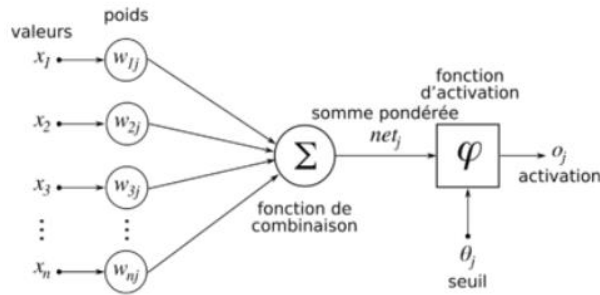 poids
valeurs
x1
w1j
x2
w2j
x3
w3j
⋮
⋮
xn
wnj
Σ
fonction de
combinaison
somme pondérée
netj
fonction
d'activation
φ
oj
activation
θj
seuil